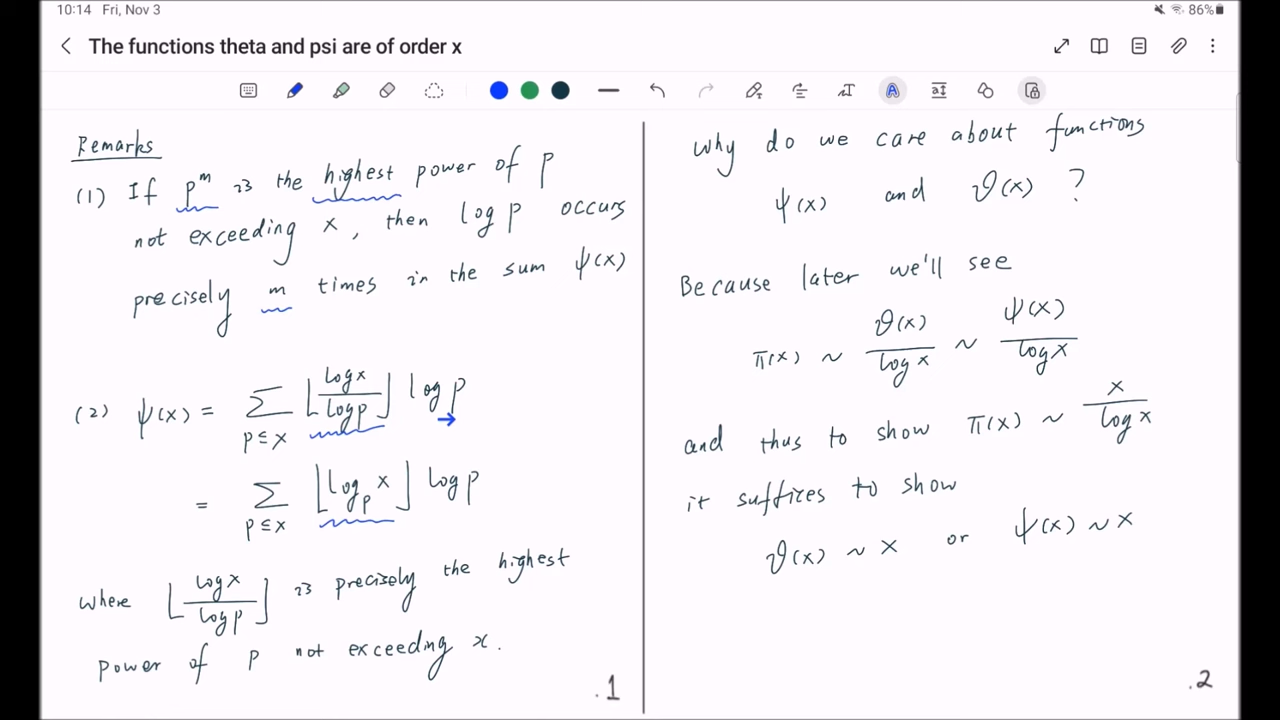 10:14 Fri, Nov 3
86%
The functions theta and psi are of order x
Remarks
(1) If p^m is the highest power of p
not exceeding x, then log p occurs
precisely m times in the sum ψ(x)
(2) ψ(x) = ∑_{p≤x} ⌊log x / log p⌋ log p
= ∑_{p≤x} ⌊log_p x⌋ log p
where ⌊log x / log p⌋ is precisely the highest
power of p not exceeding x.
.1
Why do we care about functions
ψ(x) and ϑ(x) ?
Because later we'll see
π(x) ~ ϑ(x) / log x ~ ψ(x) / log x
and thus to show π(x) ~ x / log x
it suffices to show
ϑ(x) ~ x or ψ(x) ~ x
.2